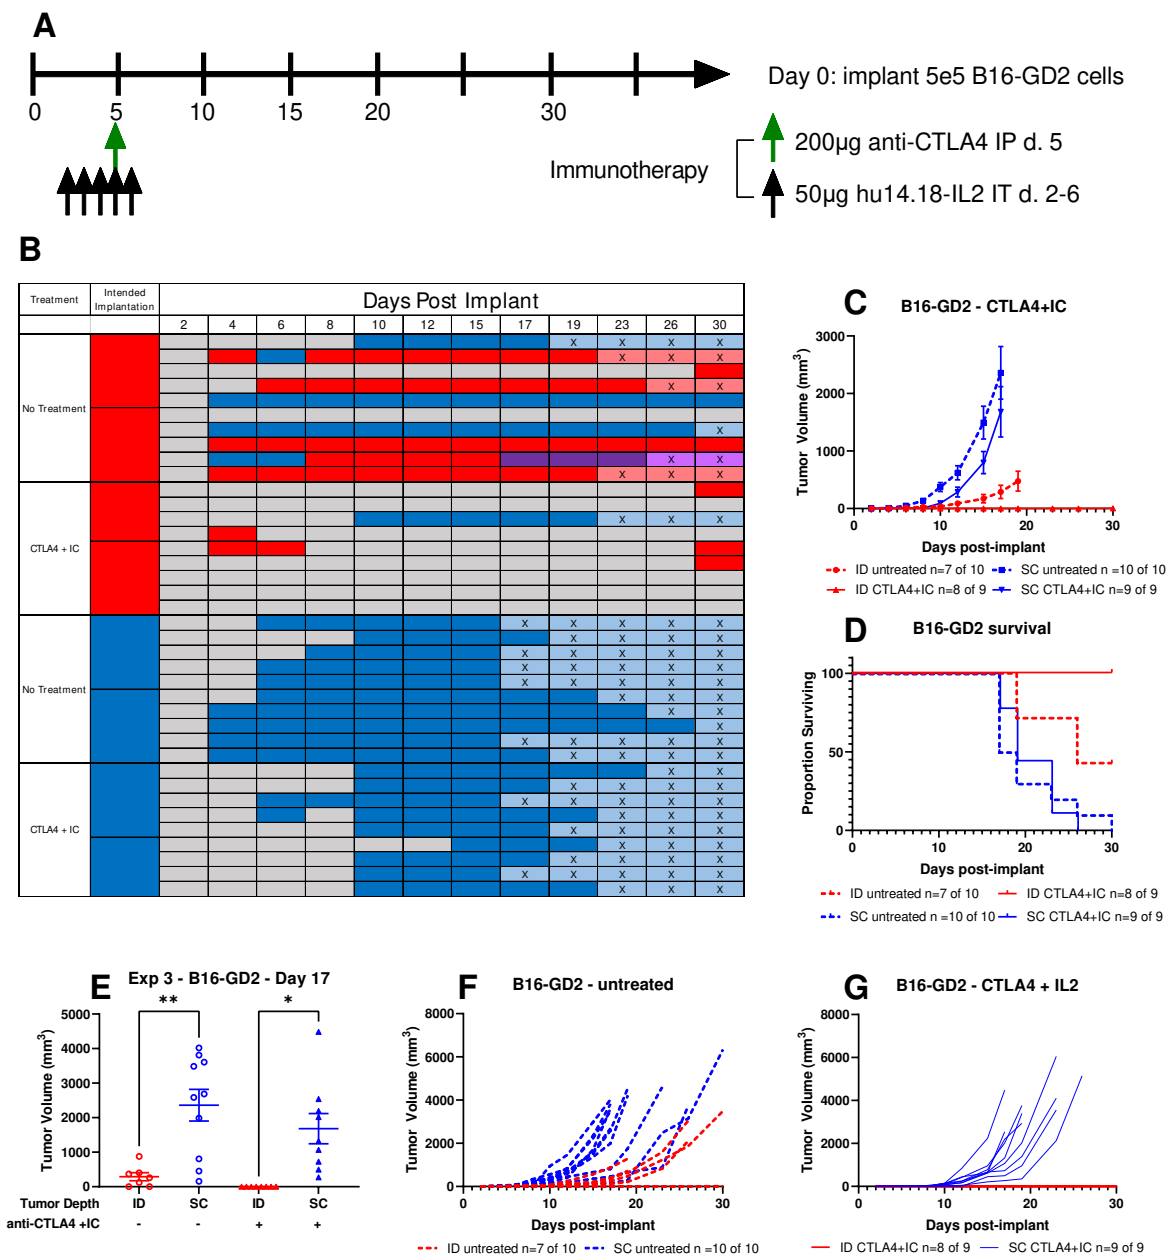 A
0 5 10 15 20 30
Day 0: implant 5e5 B16-GD2 cells
Immunotherapy
200µg anti-CTLA4 IP d. 5
50µg hu14.18-IL2 IT d. 2-6
B
Treatment
Intended
Implantation
Days Post Implant
2 4 6 8 10 12 15 17 19 23 26 30
No Treatment
x x x
x x x
x x
x
x x
x x x
CTLA4 + IC
x x x
No Treatment
x x x x x
x x x x
x x x x x
x x x x x
x x x x x
x x x
x x
x
x x x x x
x x x x
CTLA4 + IC
x x
x x x x
x x x x x
x x x
x x x x
x x x
x x x x
x x x x x
x x x
C
B16-GD2 - CTLA4+IC
Tumor Volume (mm³)
3000
2000
1000
0
0 10 20 30
Days post-implant
ID untreated n=7 of 10
SC untreated n =10 of 10
ID CTLA4+IC n=8 of 9
SC CTLA4+IC n=9 of 9
D
B16-GD2 survival
Proportion Surviving
100
50
0
0 10 20 30
Days post-implant
ID untreated n=7 of 10
ID CTLA4+IC n=8 of 9
SC untreated n =10 of 10
SC CTLA4+IC n=9 of 9
E
Exp 3 - B16-GD2 - Day 17
** *
Tumor Volume (mm³)
5000
4000
3000
2000
1000
0
Tumor Depth ID SC ID SC
anti-CTLA4 +IC - - + +
F
B16-GD2 - untreated
Tumor Volume (mm³)
8000
6000
4000
2000
0
0 10 20 30
Days post-implant
ID untreated n=7 of 10
SC untreated n =10 of 10
G
B16-GD2 - CTLA4 + IL2
Tumor Volume (mm³)
8000
6000
4000
2000
0
0 10 20 30
Days post-implant
ID CTLA4+IC n=8 of 9
SC CTLA4+IC n=9 of 9